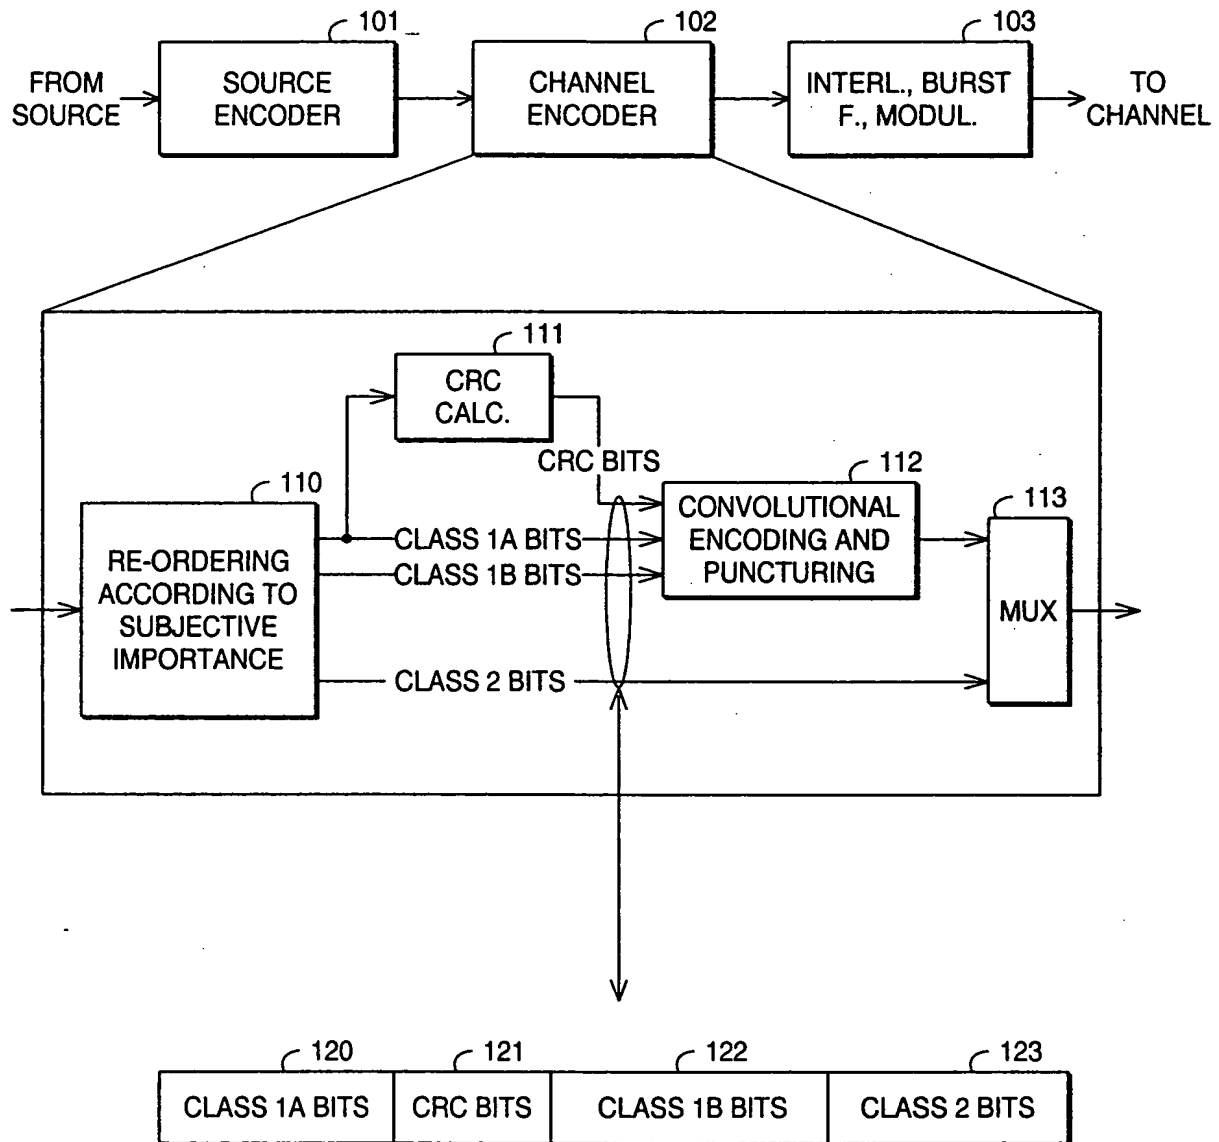 101
102
103
FROM
SOURCE
SOURCE
ENCODER
CHANNEL
ENCODER
INTERL., BURST
F., MODUL.
TO
CHANNEL
111
CRC
CALC.
CRC BITS
110
RE-ORDERING
ACCORDING TO
SUBJECTIVE
IMPORTANCE
CLASS 1A BITS
CLASS 1B BITS
CLASS 2 BITS
112
CONVOLUTIONAL
ENCODING AND
PUNCTURING
113
MUX
120
121
122
123
CLASS 1A BITS
CRC BITS
CLASS 1B BITS
CLASS 2 BITS